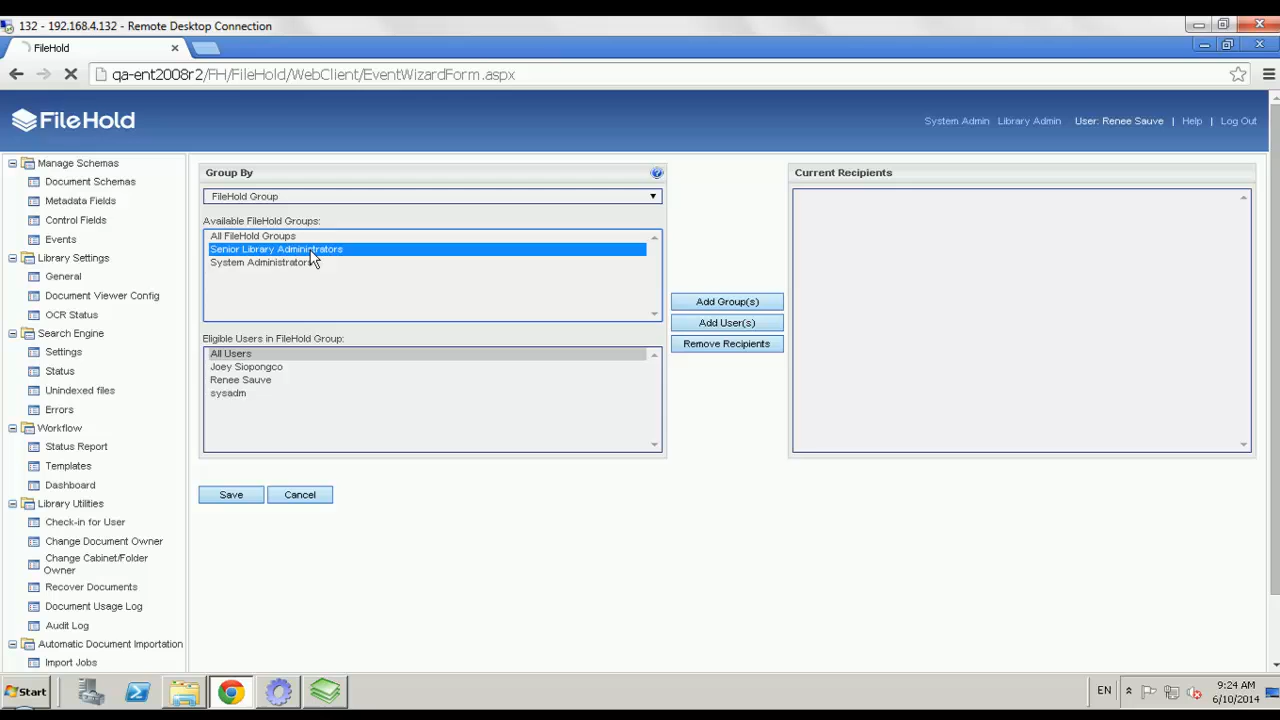 132 - 192.168.4.132 - Remote Desktop Connection
FileHold
qa-ent2008r2/FH/FileHold/WebClient/EventWizardForm.aspx
FileHold
System Admin Library Admin User: Renee Sauve | Help | Log Out
Manage Schemas
Document Schemas
Metadata Fields
Control Fields
Events
Library Settings
General
Document Viewer Config
OCR Status
Search Engine
Settings
Status
Unindexed files
Errors
Workflow
Status Report
Templates
Dashboard
Library Utilities
Check-in for User
Change Document Owner
Change Cabinet/Folder
Owner
Recover Documents
Document Usage Log
Audit Log
Automatic Document Importation
Import Jobs
Group By
FileHold Group
Available FileHold Groups:
All FileHold Groups
Senior Library Administrators
System Administrators
Eligible Users in FileHold Group:
All Users
Joey Siopongco
Renee Sauve
sysadm
Save
Cancel
Add Group(s)
Add User(s)
Remove Recipients
Current Recipients
Start
EN
9:24 AM
6/10/2014